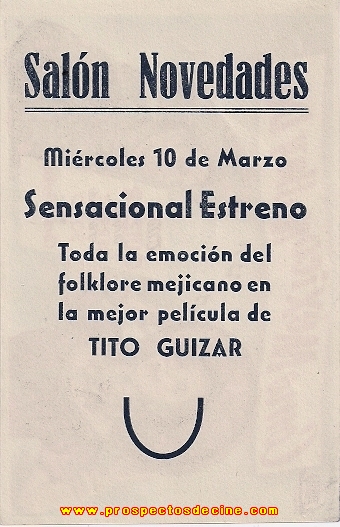 Salón Novedades
Miércoles 10 de Marzo
Sensacional Estreno
Toda la emoción del
folklore mejicano en
la mejor película de
TITO GUIZAR
www.prospectosdecine.com